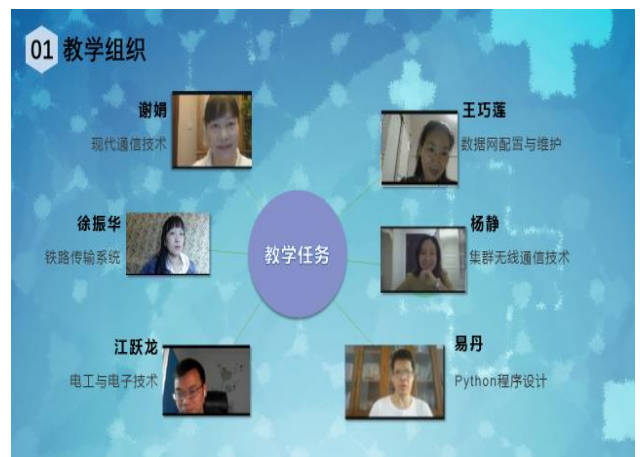 01 教学组织
谢娟
现代通信技术
王巧莲
数据网配置与维护
徐振华
铁路传输系统
教学任务
杨静
集群无线通信技术
江跃龙
电工与电子技术
易丹
Python程序设计